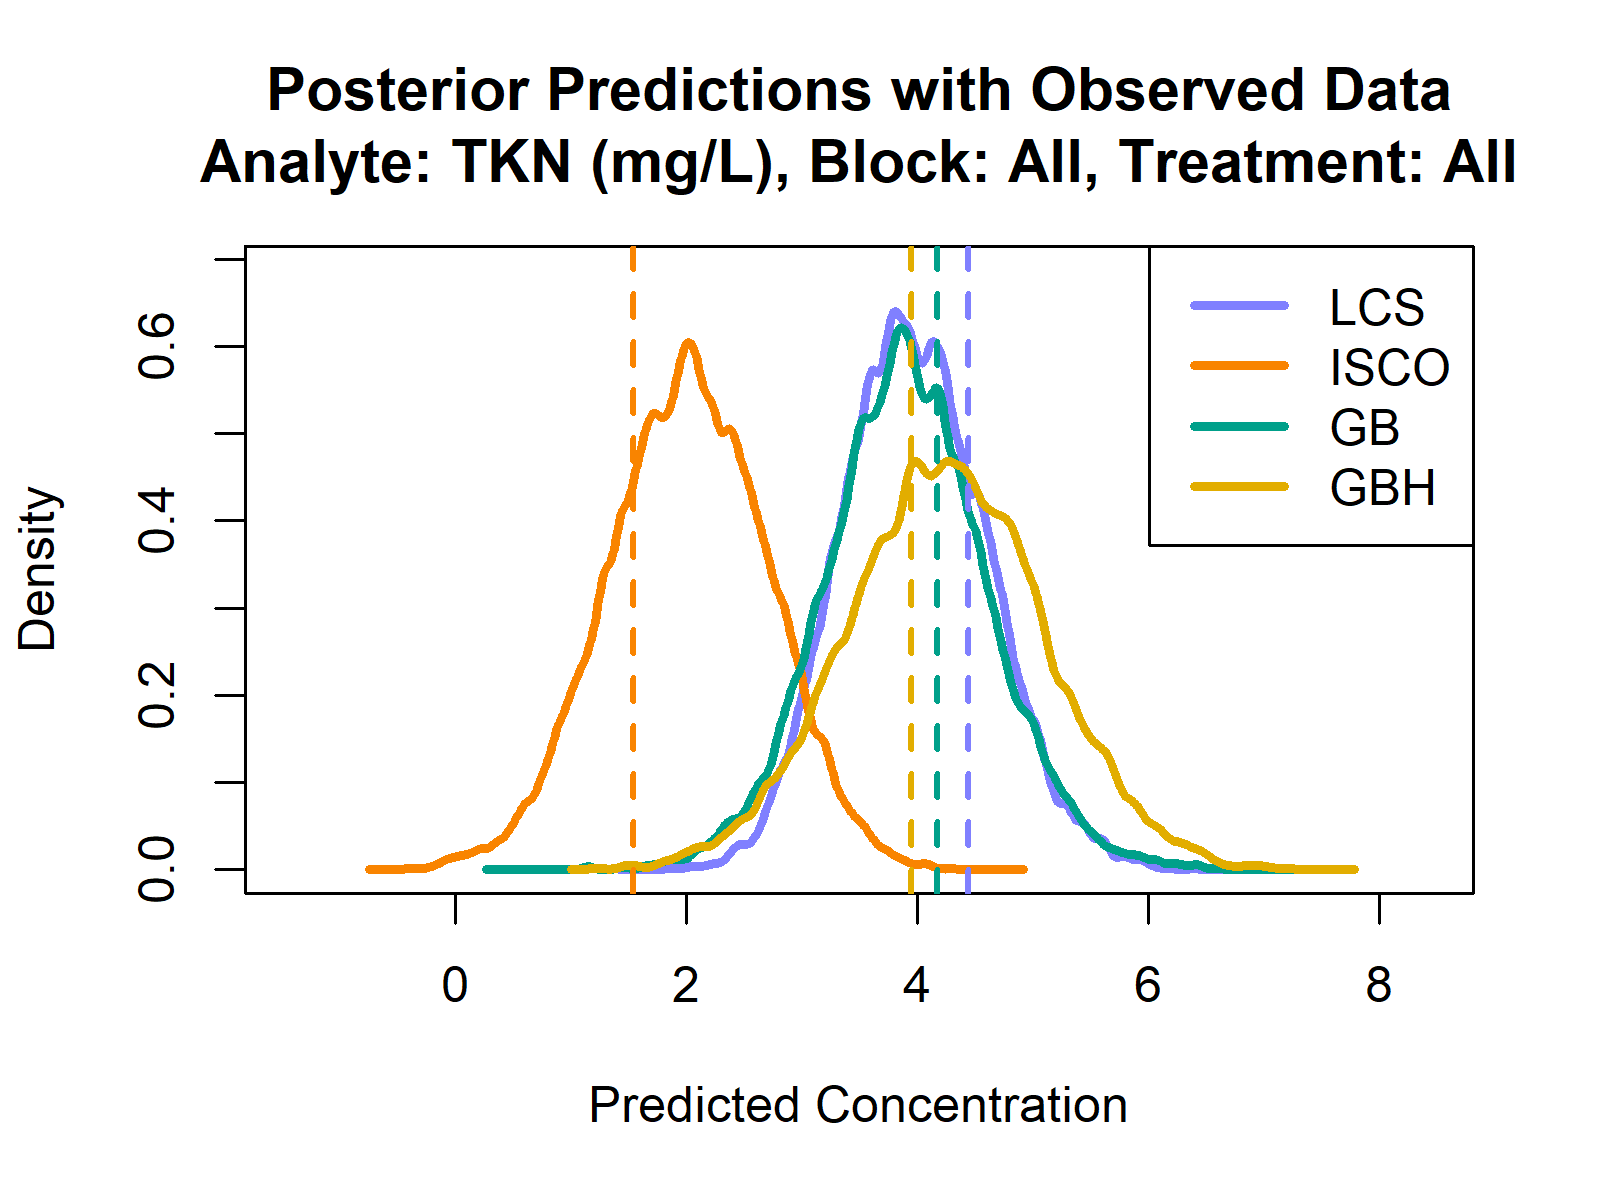 Posterior Predictions with Observed Data
Analyte: TKN (mg/L), Block: All, Treatment: All
LCS
ISCO
GB
GBH
Density
0.0
0.2
0.4
0.6
0
2
4
6
8
Predicted Concentration